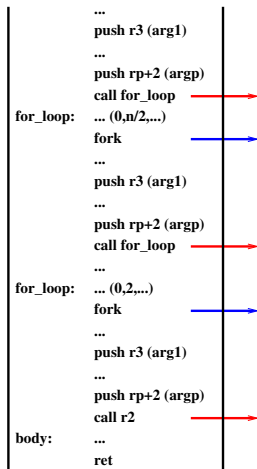 ...
push r3 (arg1)
...
push rp+2 (argp)
call for_loop
for_loop: ... (0,n/2,...)
fork
...
push r3 (arg1)
...
push rp+2 (argp)
call for_loop
...
for_loop: ... (0,2,...)
fork
...
push r3 (arg1)
...
push rp+2 (argp)
call r2
body: ...
ret